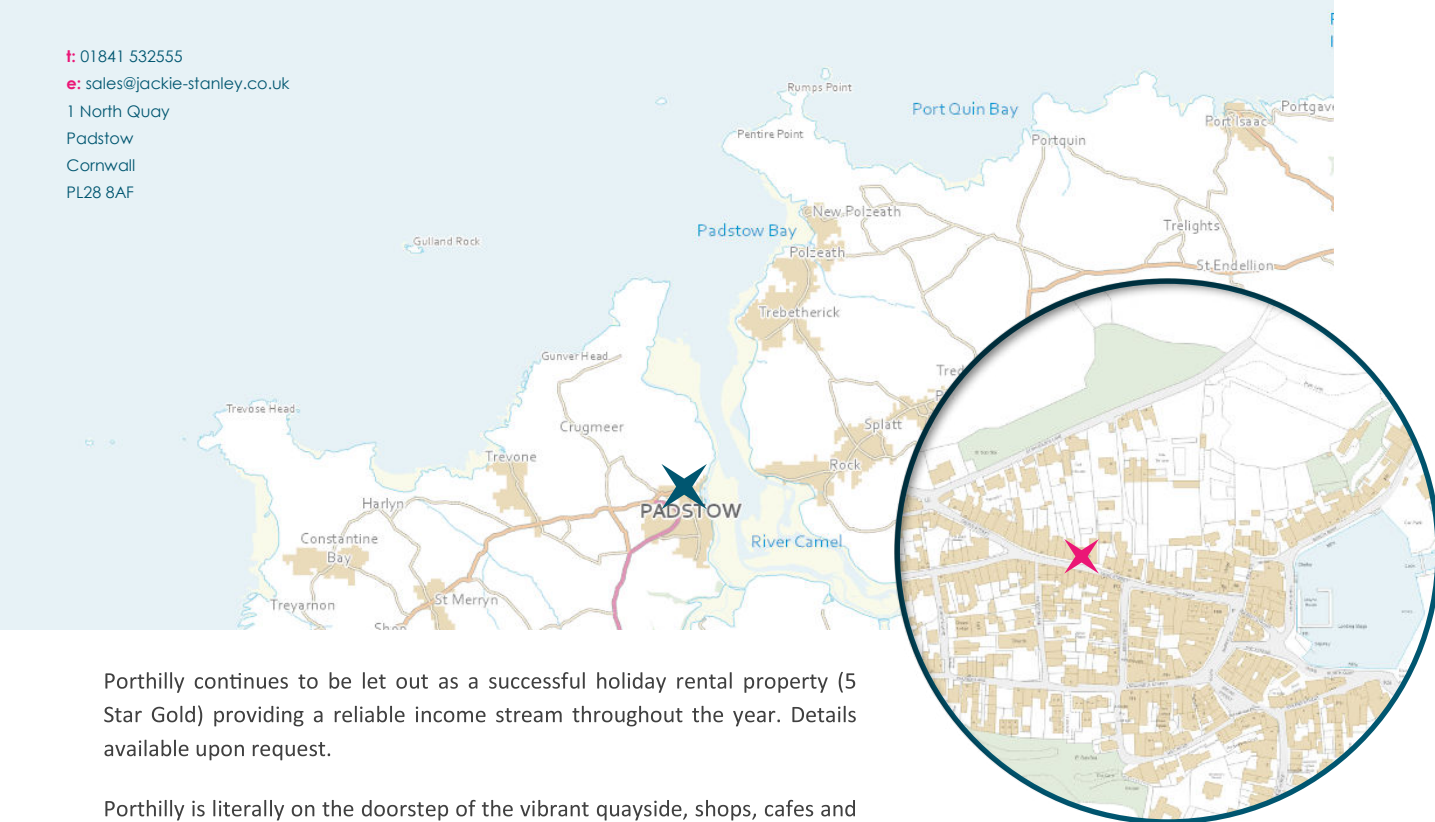 t: 01841 532555
e: sales@jackie-stanley.co.uk
1 North Quay
Padstow
Cornwall
PL28 8AF
Rumps Point
Port Quin Bay
Portgav
Port Isaac
Pentire Point
Portquin
New Polzeath
Trelights
Padstow Bay
Gulland Rock
Polzeath
St Endellion
Trebetherick
Gunver Head
Tred
Trevose Head
Crugmeer
Splatt
Trevone
Rock
Harlyn
PADSTOW
Constantine
Bay
River Camel
Treyarnon
St Merryn
Shop
Porthilly continues to be let out as a successful holiday rental property (5
Star Gold) providing a reliable income stream throughout the year. Details
available upon request.
Porthilly is literally on the doorstep of the vibrant quayside, shops, cafes and